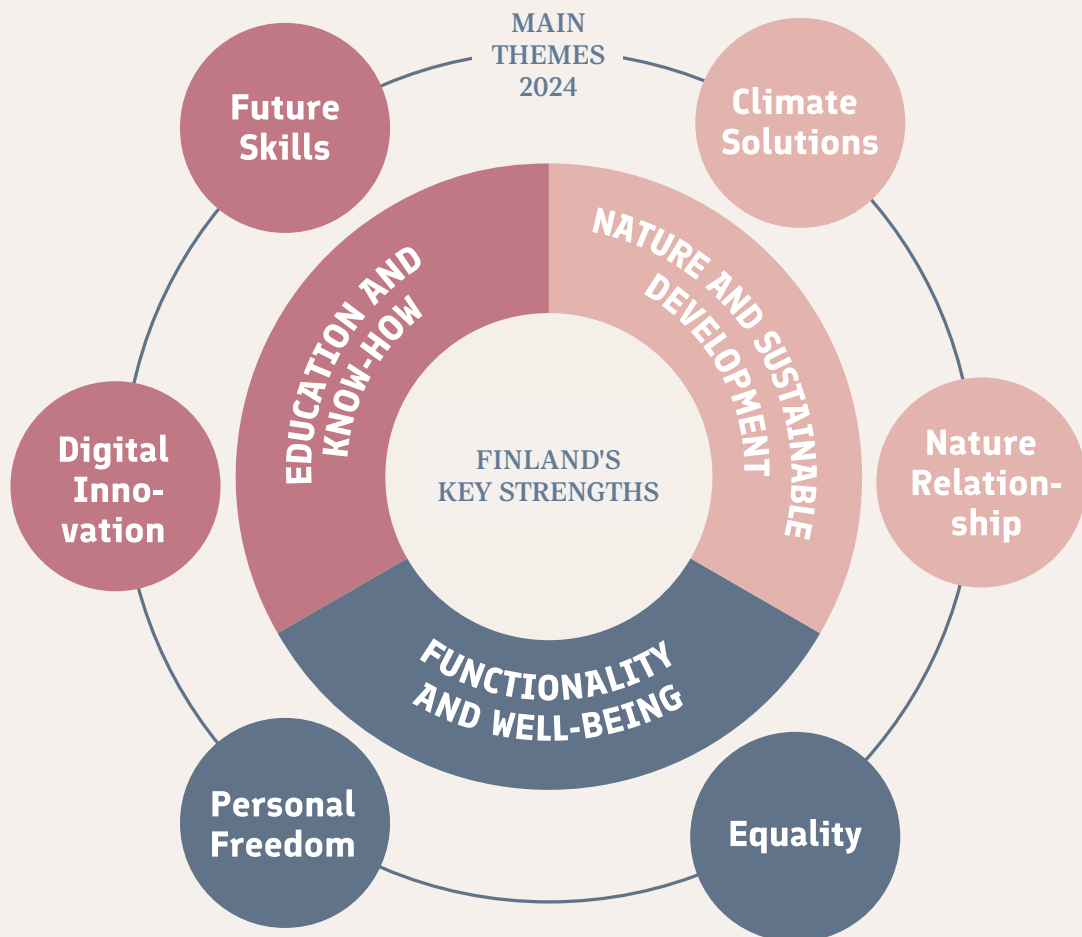 MAIN
THEMES
2024
Future
Skills
Climate
Solutions
EDUCATION AND
KNOW-HOW
NATURE AND SUSTAINABLE
DEVELOPMENT
Digital
Inno-
vation
FINLAND'S
KEY STRENGTHS
Nature
Relation-
ship
FUNCTIONALITY
AND WELL-BEING
Personal
Freedom
Equality